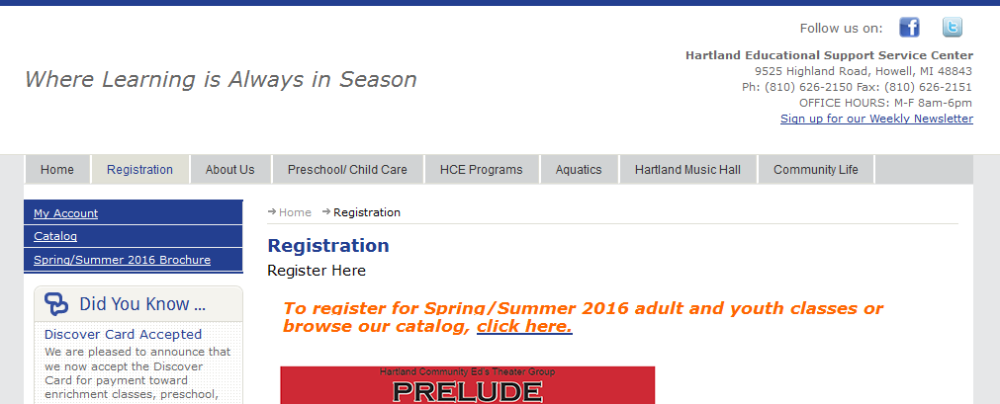 Follow us on:
Where Learning is Always in Season
Hartland Educational Support Service Center
9525 Highland Road, Howell, MI 48843
Ph: (810) 626-2150 Fax: (810) 626-2151
OFFICE HOURS: M-F 8am-6pm
Sign up for our Weekly Newsletter
Home Registration About Us Preschool/ Child Care HCE Programs Aquatics Hartland Music Hall Community Life
My Account
Catalog
Spring/Summer 2016 Brochure
Did You Know ...
Discover Card Accepted
We are pleased to announce that
we now accept the Discover
Card for payment toward
enrichment classes, preschool,
Home Registration
Registration
Register Here
To register for Spring/Summer 2016 adult and youth classes or
browse our catalog, click here.
Hartland Community Ed's Theater Group
PRELUDE